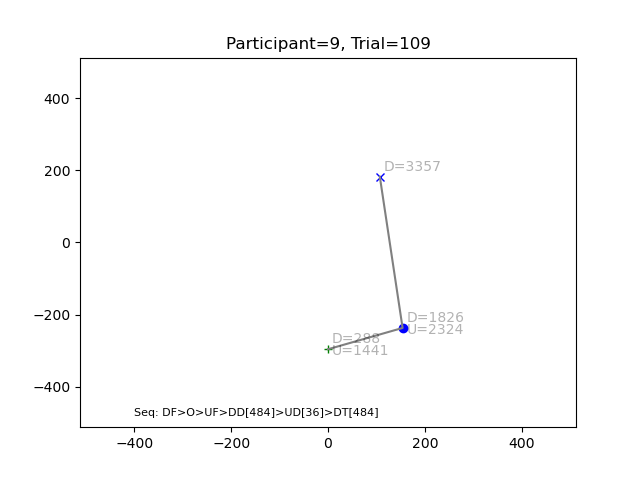 Participant=9, Trial=109
400
200
0
−200
−400
D=3357
D=1826
U=2324
D=288
U=1441
Seq: DF>O>UF>DD[484]>UD[36]>DT[484]
−400 −200 0 200 400